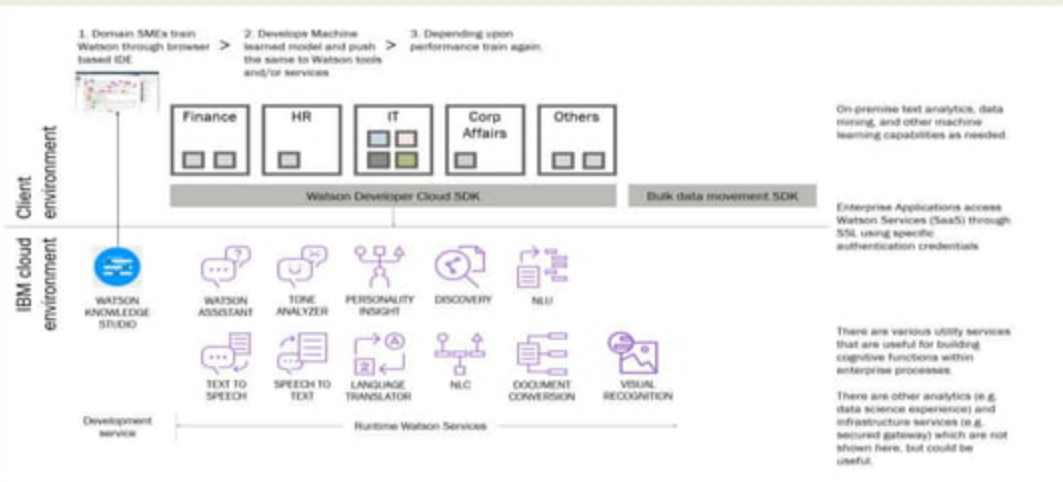 1. Domain SMEs train
Watson through browser
based IDE
>
2. Develops Machine
learned model and push
the same to Watson tools
and/or services
>
3. Depending upon
performance train again.
Client
environment
Finance
HR
IT
Corp
Affairs
Others
On-premise text analytics, data
mining, and other machine
learning capabilities as needed.
Watson Developer Cloud SDK
Bulk data movement SDK
Enterprise Applications access
Watson Services (SaaS) through
SSL using specific
authentication credentials
IBM cloud
environment
WATSON
KNOWLEDGE
STUDIO
WATSON
ASSISTANT
TONE
ANALYZER
PERSONALITY
INSIGHT
DISCOVERY
NLU
A
2
TEXT TO
SPEECH
SPEECH TO
TEXT
LANGUAGE
TRANSLATOR
NLC
DOCUMENT
CONVERSION
VISUAL
RECOGNITION
There are various utility services
that are useful for building
cognitive functions within
enterprise processes.
There are other analytics (e.g.
data science experience) and
infrastructure services (e.g.
secured gateway) which are not
shown here, but could be
useful.
Development
service
Runtime Watson Services